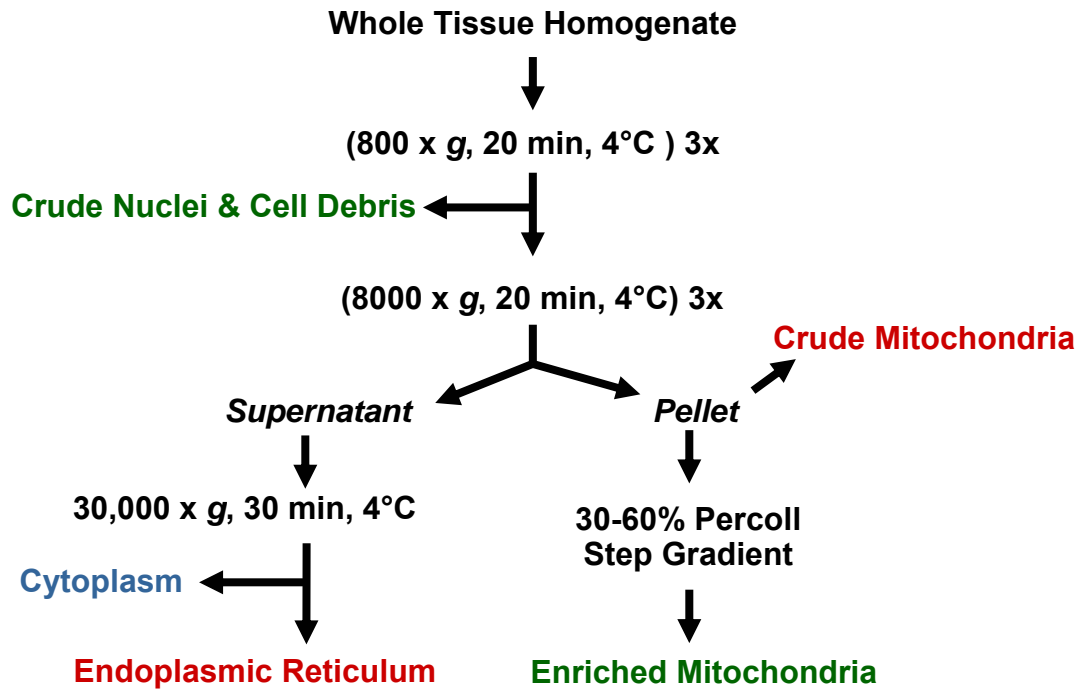 Whole Tissue Homogenate
(800 x g, 20 min, 4°C ) 3x
Crude Nuclei & Cell Debris
(8000 x g, 20 min, 4°C) 3x
Crude Mitochondria
Supernatant
Pellet
30,000 x g, 30 min, 4°C
30-60% Percoll
Step Gradient
Cytoplasm
Endoplasmic Reticulum
Enriched Mitochondria